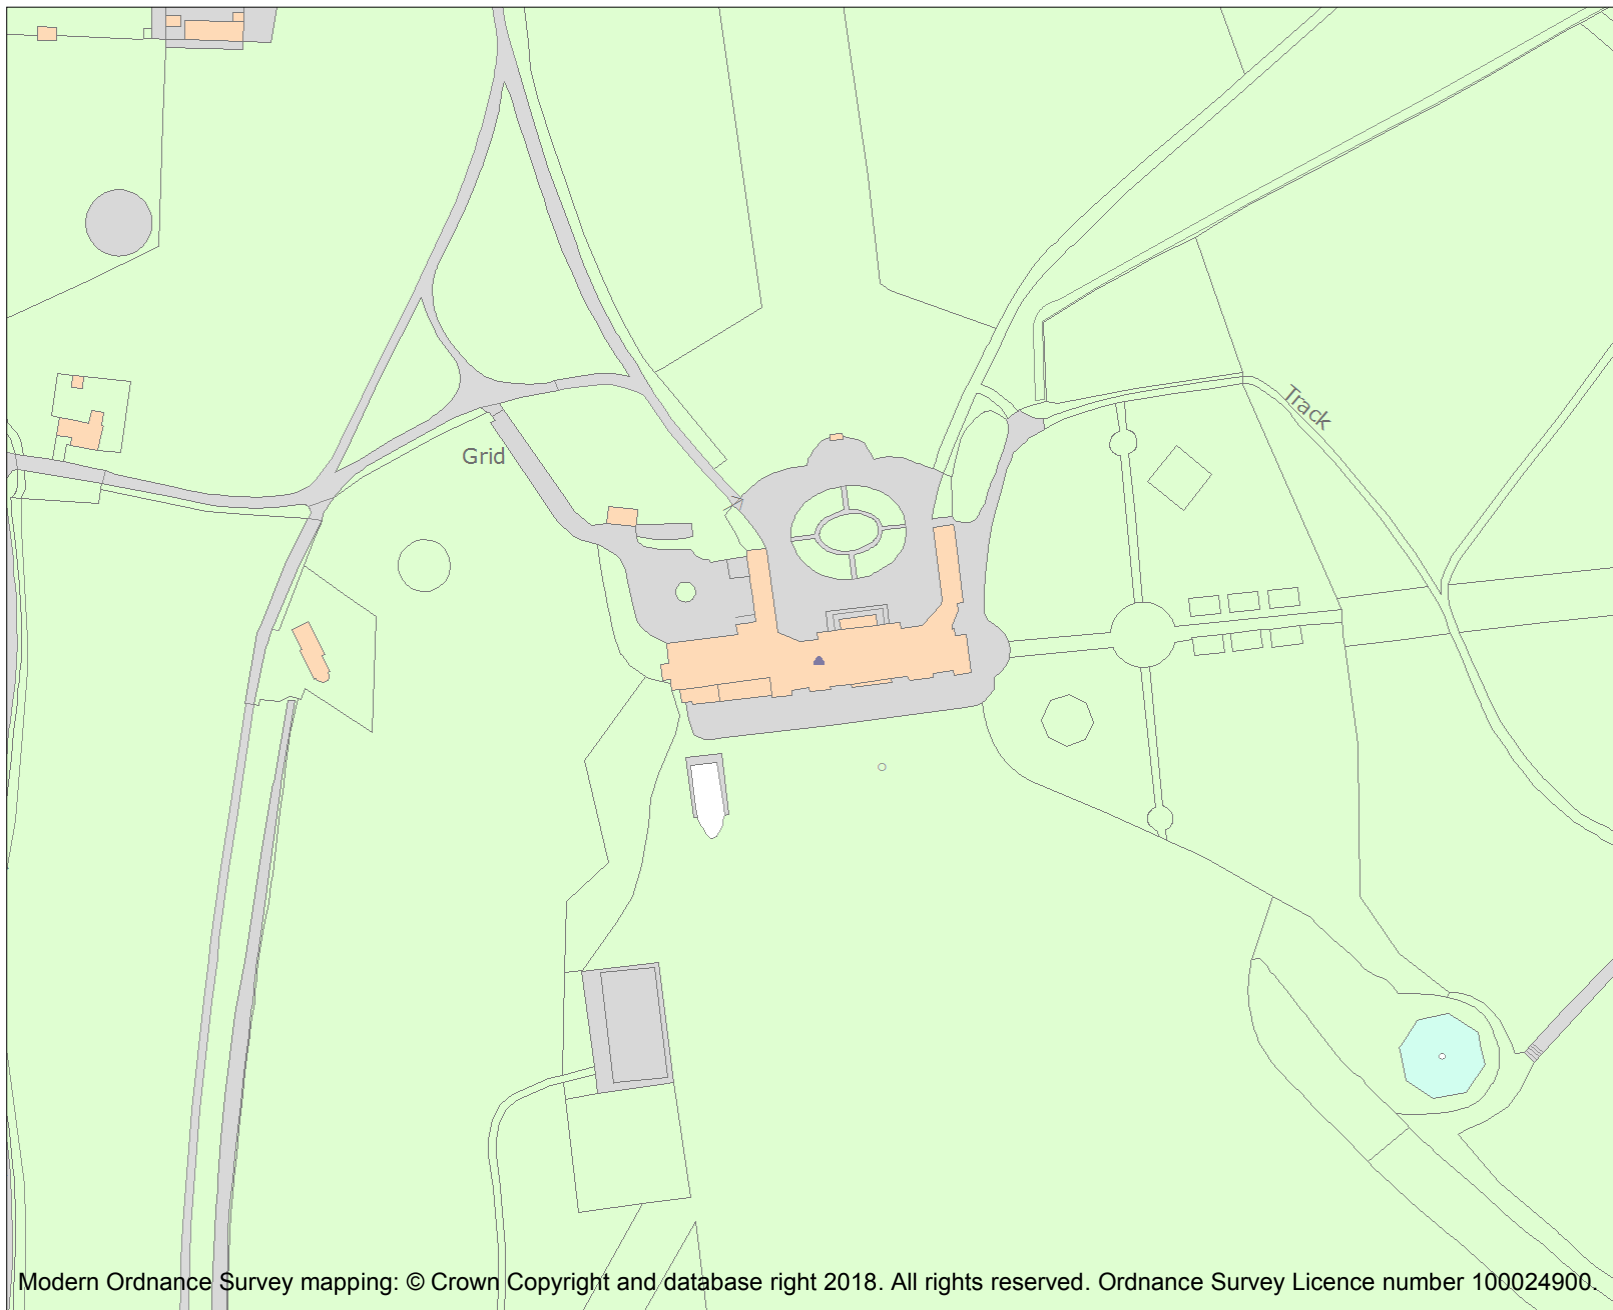 Track
Grid
Modern Ordnance Survey mapping: © Crown Copyright and database right 2018. All rights reserved. Ordnance Survey Licence number 100024900.